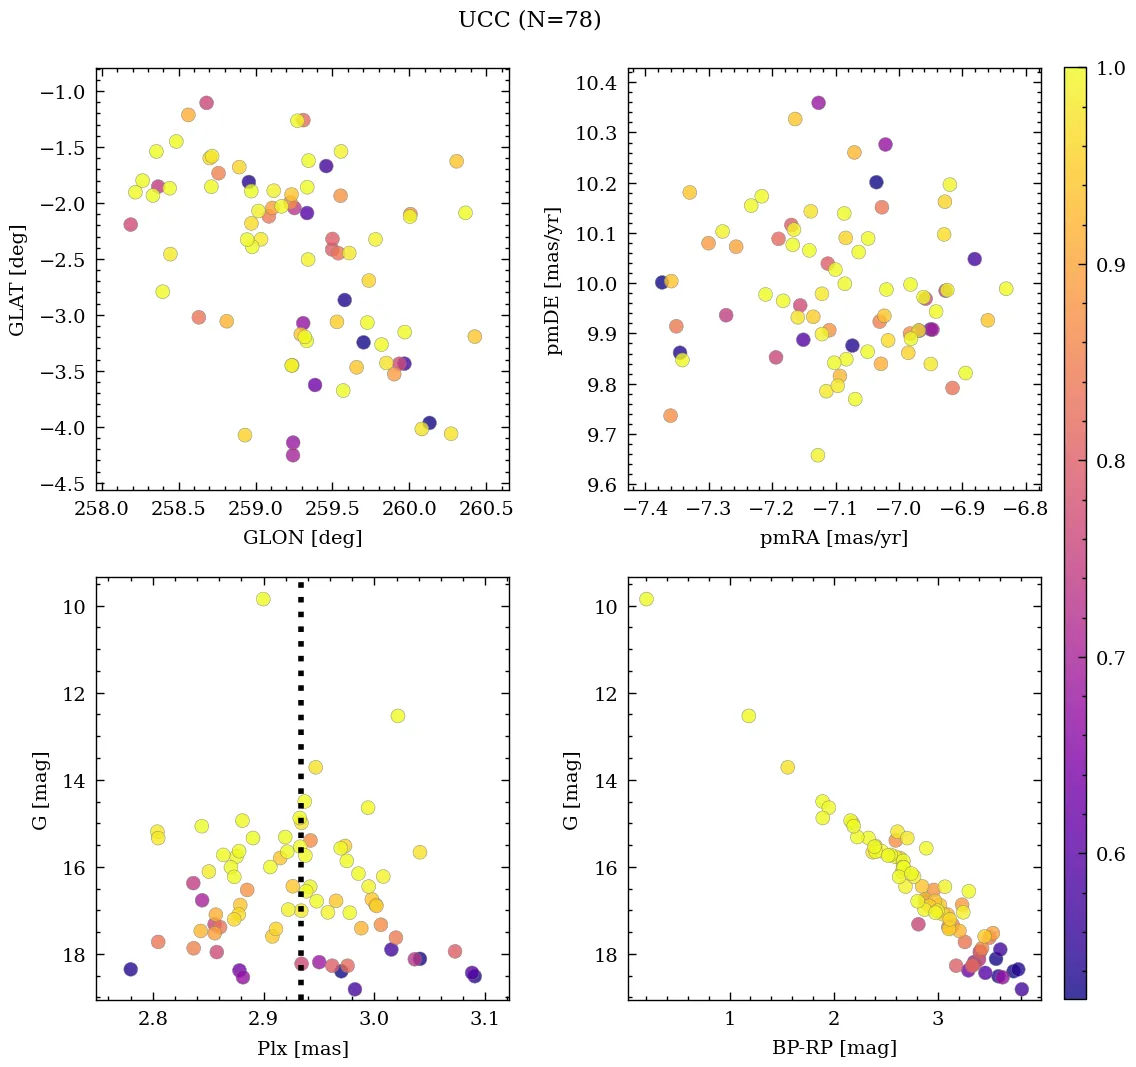 UCC (N=78)
−1.0
−1.5
−2.0
−2.5
−3.0
−3.5
−4.0
−4.5
GLAT [deg]
258.0 258.5 259.0 259.5 260.0 260.5
GLON [deg]
10.4
10.3
10.2
10.1
10.0
9.9
9.8
9.7
9.6
pmDE [mas/yr]
−7.4 −7.3 −7.2 −7.1 −7.0 −6.9 −6.8
pmRA [mas/yr]
10
12
14
16
18
G [mag]
2.8 2.9 3.0 3.1
Plx [mas]
10
12
14
16
18
G [mag]
1 2 3
BP-RP [mag]
1.0
0.9
0.8
0.7
0.6